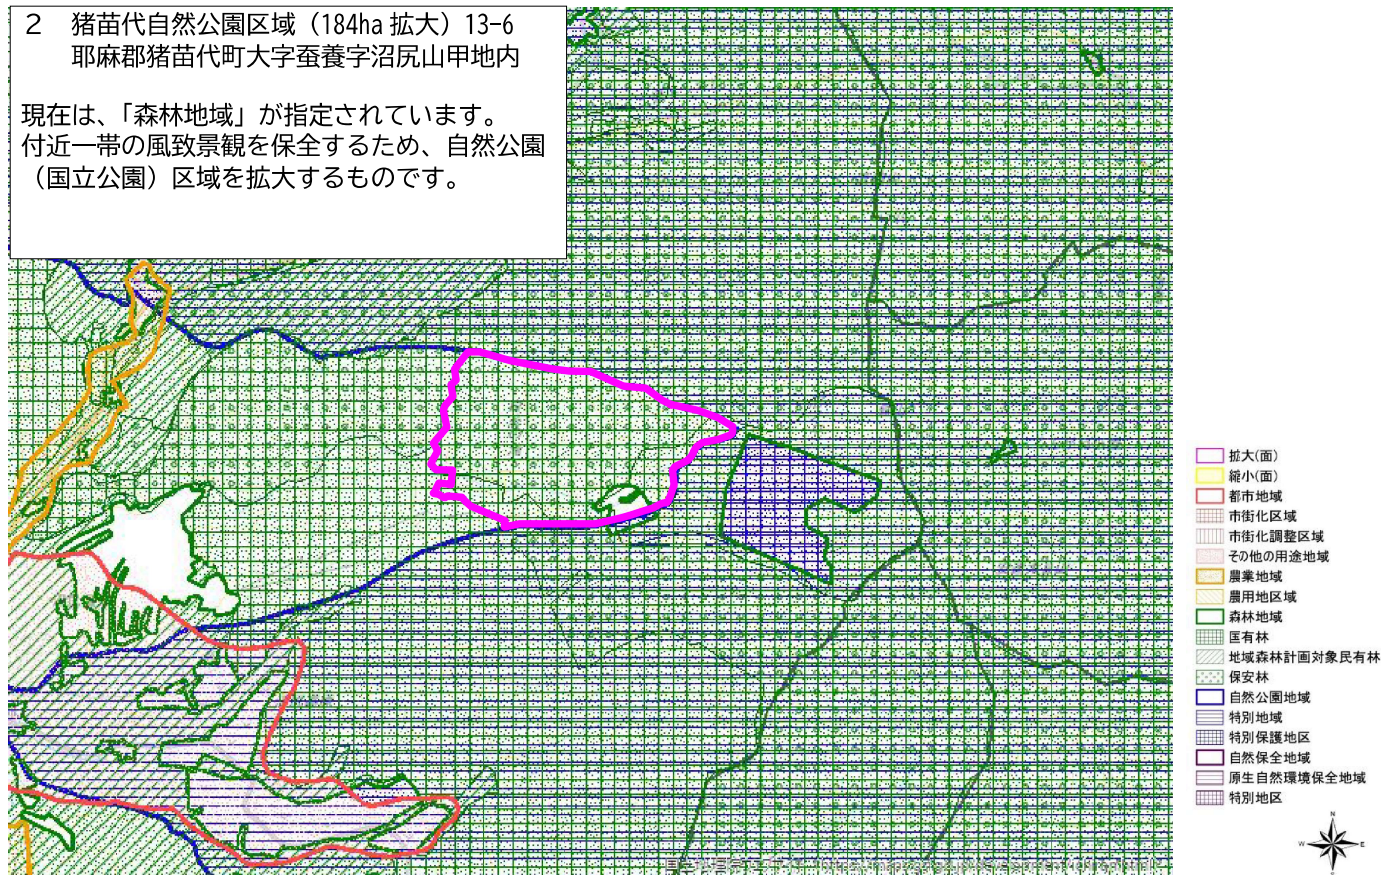 2 猪苗代自然公園区域（184ha 拡大）13-6
耶麻郡猪苗代町大字蚕養字沼尻山甲地内
現在は、「森林地域」が指定されています。
付近一帯の風致景観を保全するため、自然公園
（国立公園）区域を拡大するものです。
拡大(面)
縮小(面)
都市地域
市街化区域
市街化調整区域
その他の用途地域
農業地域
農用地区域
森林地域
国有林
地域森林計画対象民有林
保安林
自然公園地域
特別地域
特別保護地区
自然保全地域
原生自然環境保全地域
特別地区
N
W
E